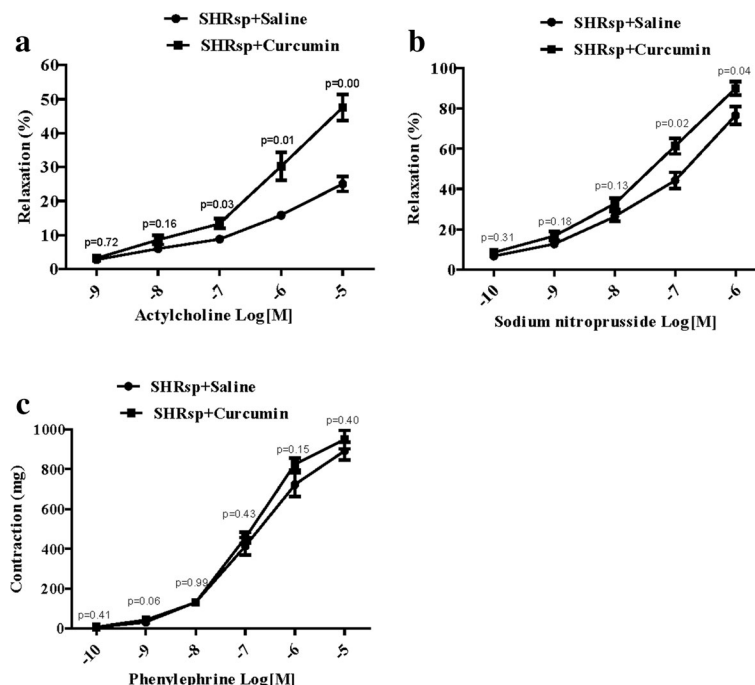 a
SHRsp+Saline
SHRsp+Curcumin
Relaxation (%)
60
50
40
30
20
10
0
p=0.72
p=0.16
p=0.03
p=0.01
p=0.00
-9
-8
-7
-6
-5
Actylcholine Log[M]
b
SHRsp+Saline
SHRsp+Curcumin
Relaxation (%)
100
80
60
40
20
0
p=0.31
p=0.18
p=0.13
p=0.02
p=0.04
-10
-9
-8
-7
-6
Sodium nitroprusside Log[M]
c
SHRsp+Saline
SHRsp+Curcumin
Contraction (mg)
1000
800
600
400
200
0
p=0.41
p=0.06
p=0.99
p=0.43
p=0.15
p=0.40
-10
-9
-8
-7
-6
-5
Phenylephrine Log[M]